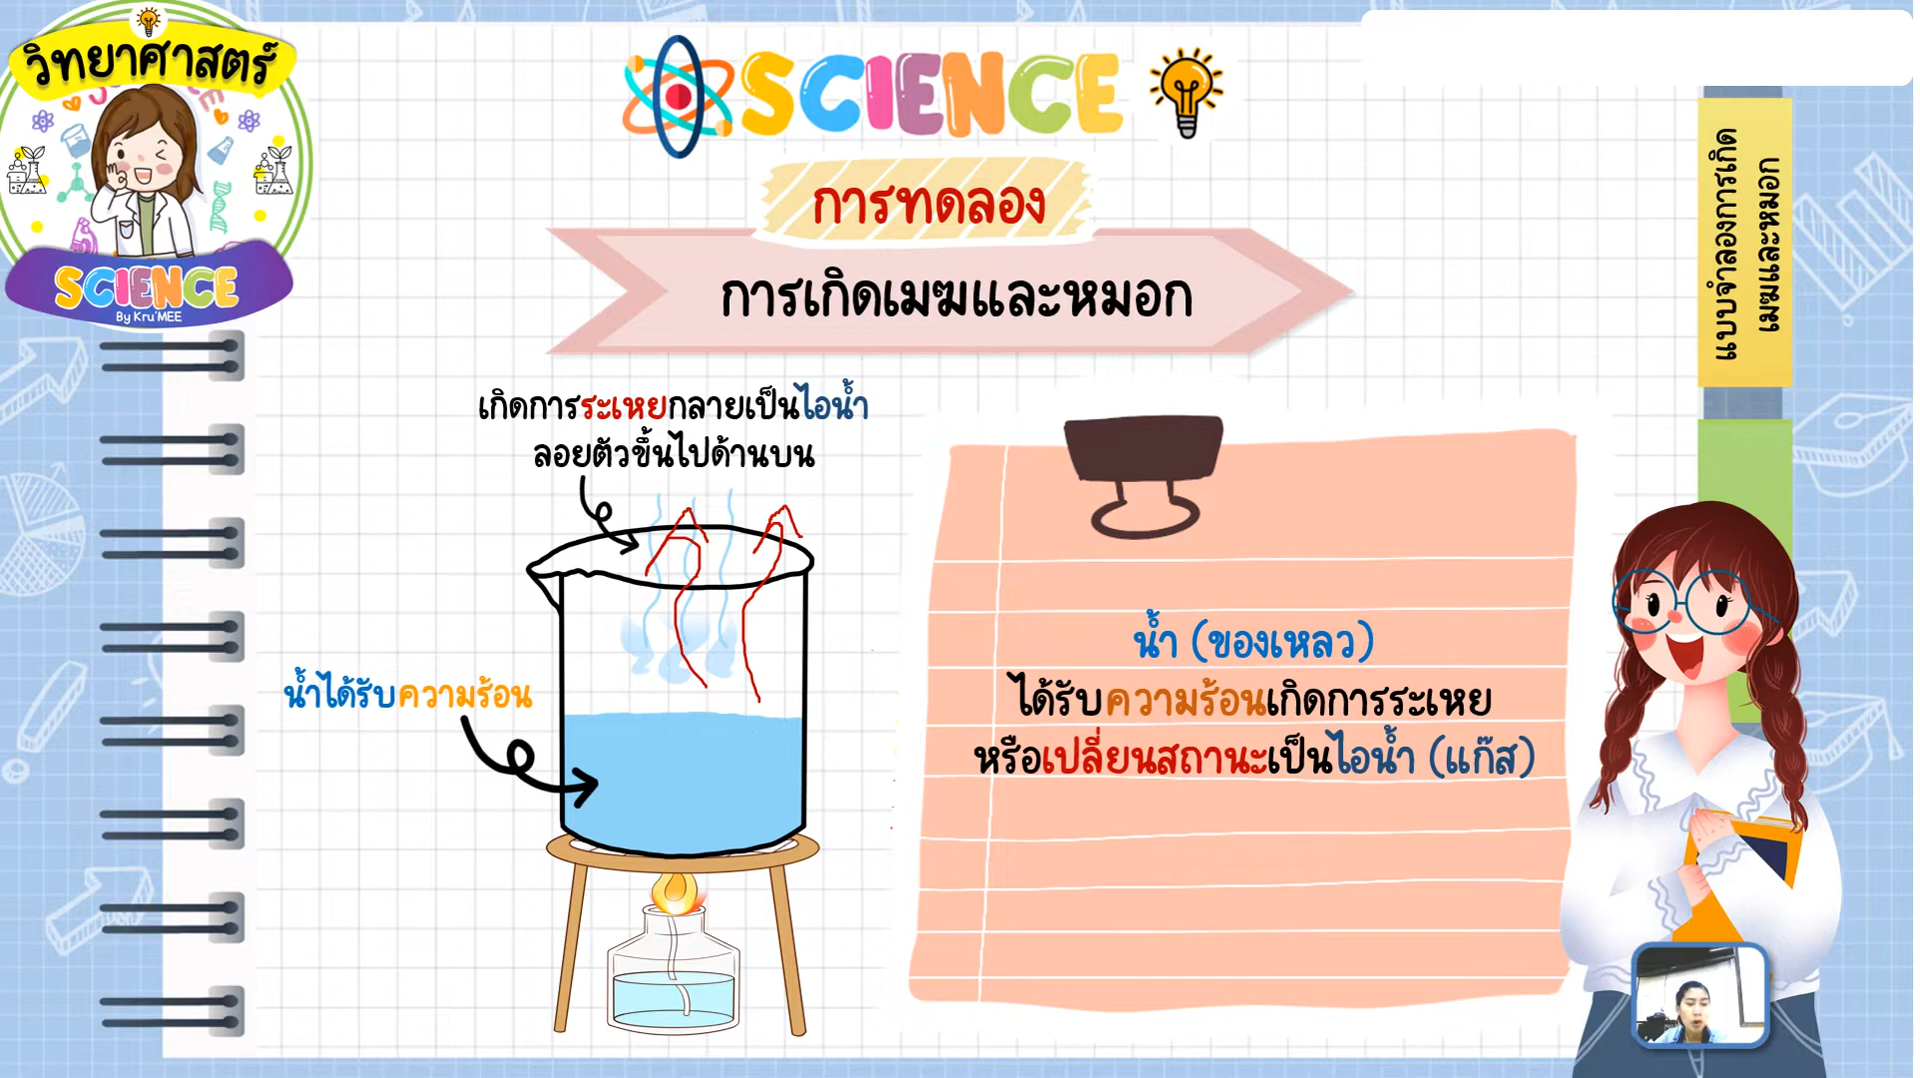 วิทยาศาสตร์
SCIENCE
By Kru'MEE
SCIENCE
การทดลอง
การเกิดเมฆและหมอก
แบบจำลองการเกิด
เมฆและหมอก
เกิดการระเหยกลายเป็นไอน้ำ
ลอยตัวขึ้นไปด้านบน
น้ำได้รับความร้อน
น้ำ (ของเหลว)
ได้รับความร้อนเกิดการระเหย
หรือเปลี่ยนสถานะเป็นไอน้ำ (แก๊ส)